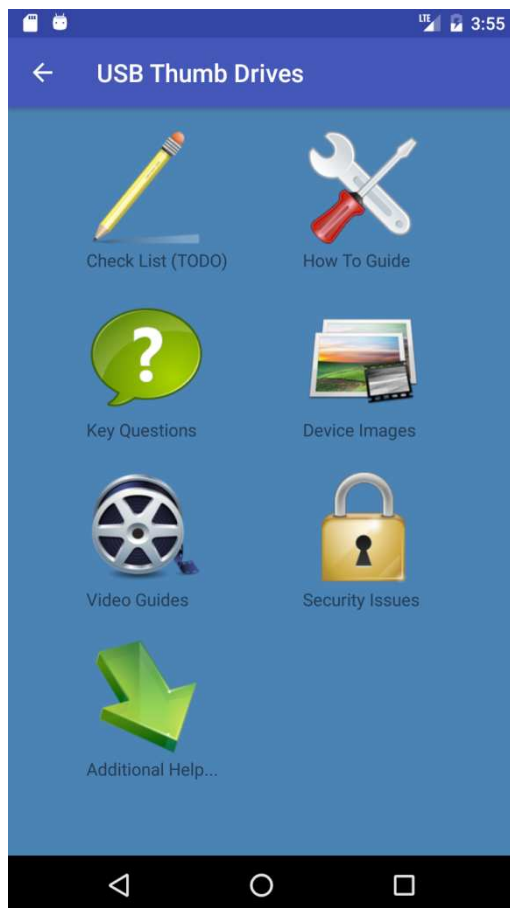 LTE 3:55
USB Thumb Drives
Check List (TODO)
How To Guide
?
Key Questions
Device Images
Video Guides
Security Issues
Additional Help...